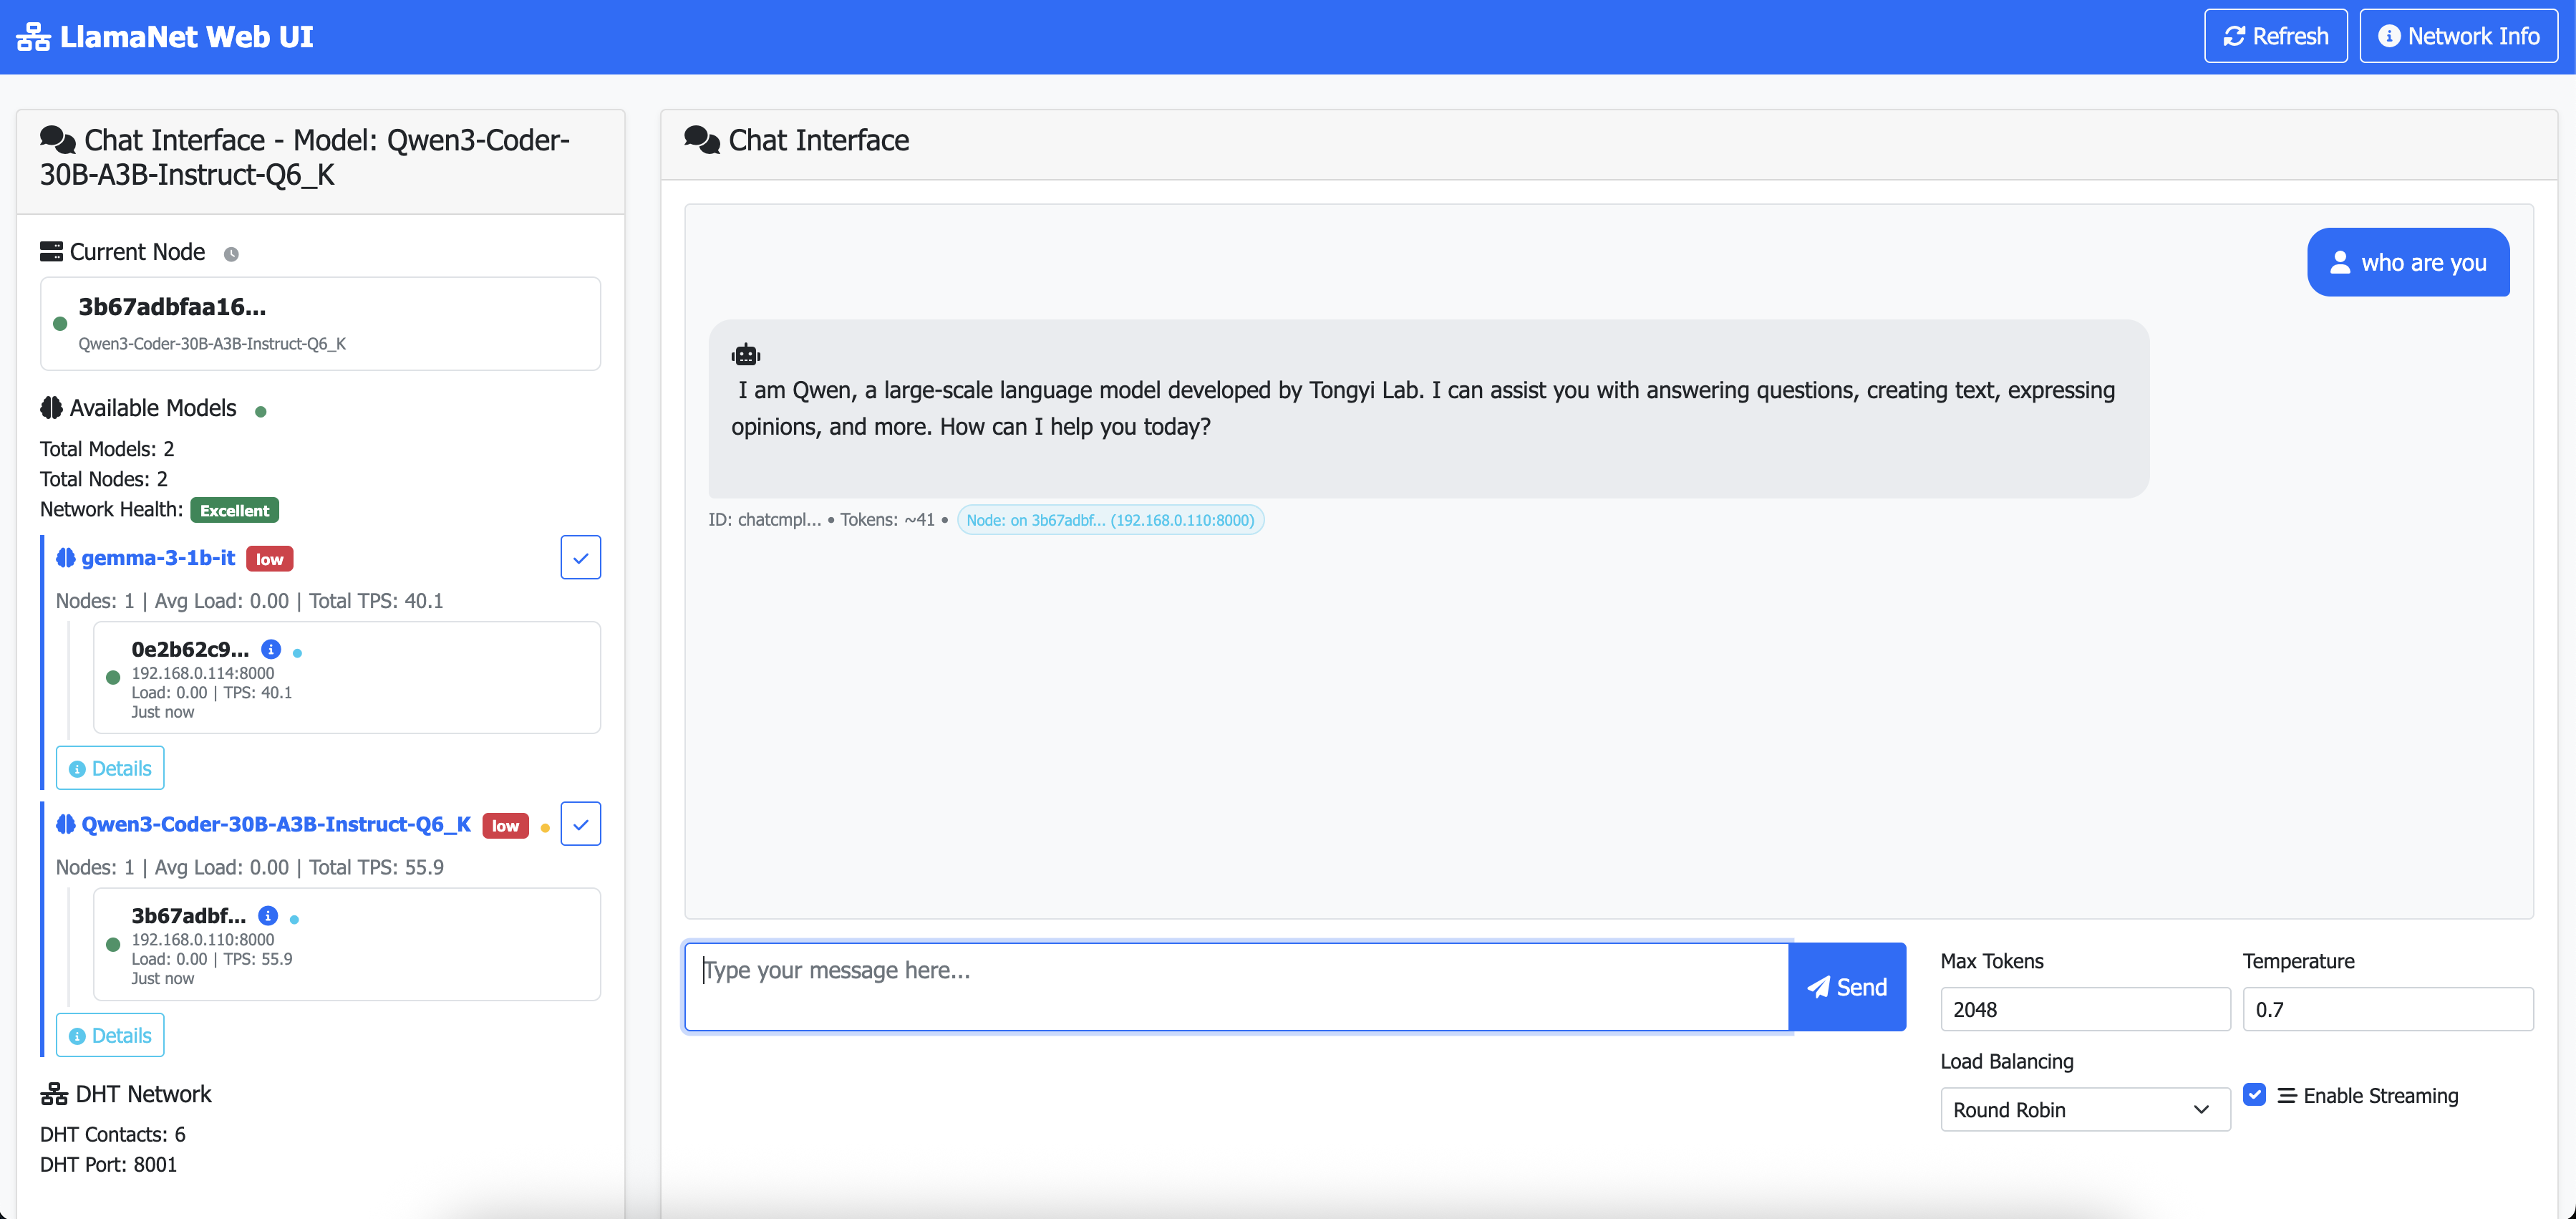 LlamaNet Web UI
Refresh
Network Info
Chat Interface - Model: Qwen3-Coder-
30B-A3B-Instruct-Q6_K
Current Node
3b67adbfaa16...
Qwen3-Coder-30B-A3B-Instruct-Q6_K
Available Models
Total Models: 2
Total Nodes: 2
Network Health: Excellent
gemma-3-1b-it low
Nodes: 1 | Avg Load: 0.00 | Total TPS: 40.1
0e2b62c9...
192.168.0.114:8000
Load: 0.00 | TPS: 40.1
Just now
Details
Qwen3-Coder-30B-A3B-Instruct-Q6_K low
Nodes: 1 | Avg Load: 0.00 | Total TPS: 55.9
3b67adbf...
192.168.0.110:8000
Load: 0.00 | TPS: 55.9
Just now
Details
DHT Network
DHT Contacts: 6
DHT Port: 8001
Chat Interface
who are you
I am Qwen, a large-scale language model developed by Tongyi Lab. I can assist you with answering questions, creating text, expressing
opinions, and more. How can I help you today?
ID: chatcmpl... • Tokens: ~41 • Node: on 3b67adbf... (192.168.0.110:8000)
Type your message here...
Send
Max Tokens
2048
Temperature
0.7
Load Balancing
Round Robin
Enable Streaming